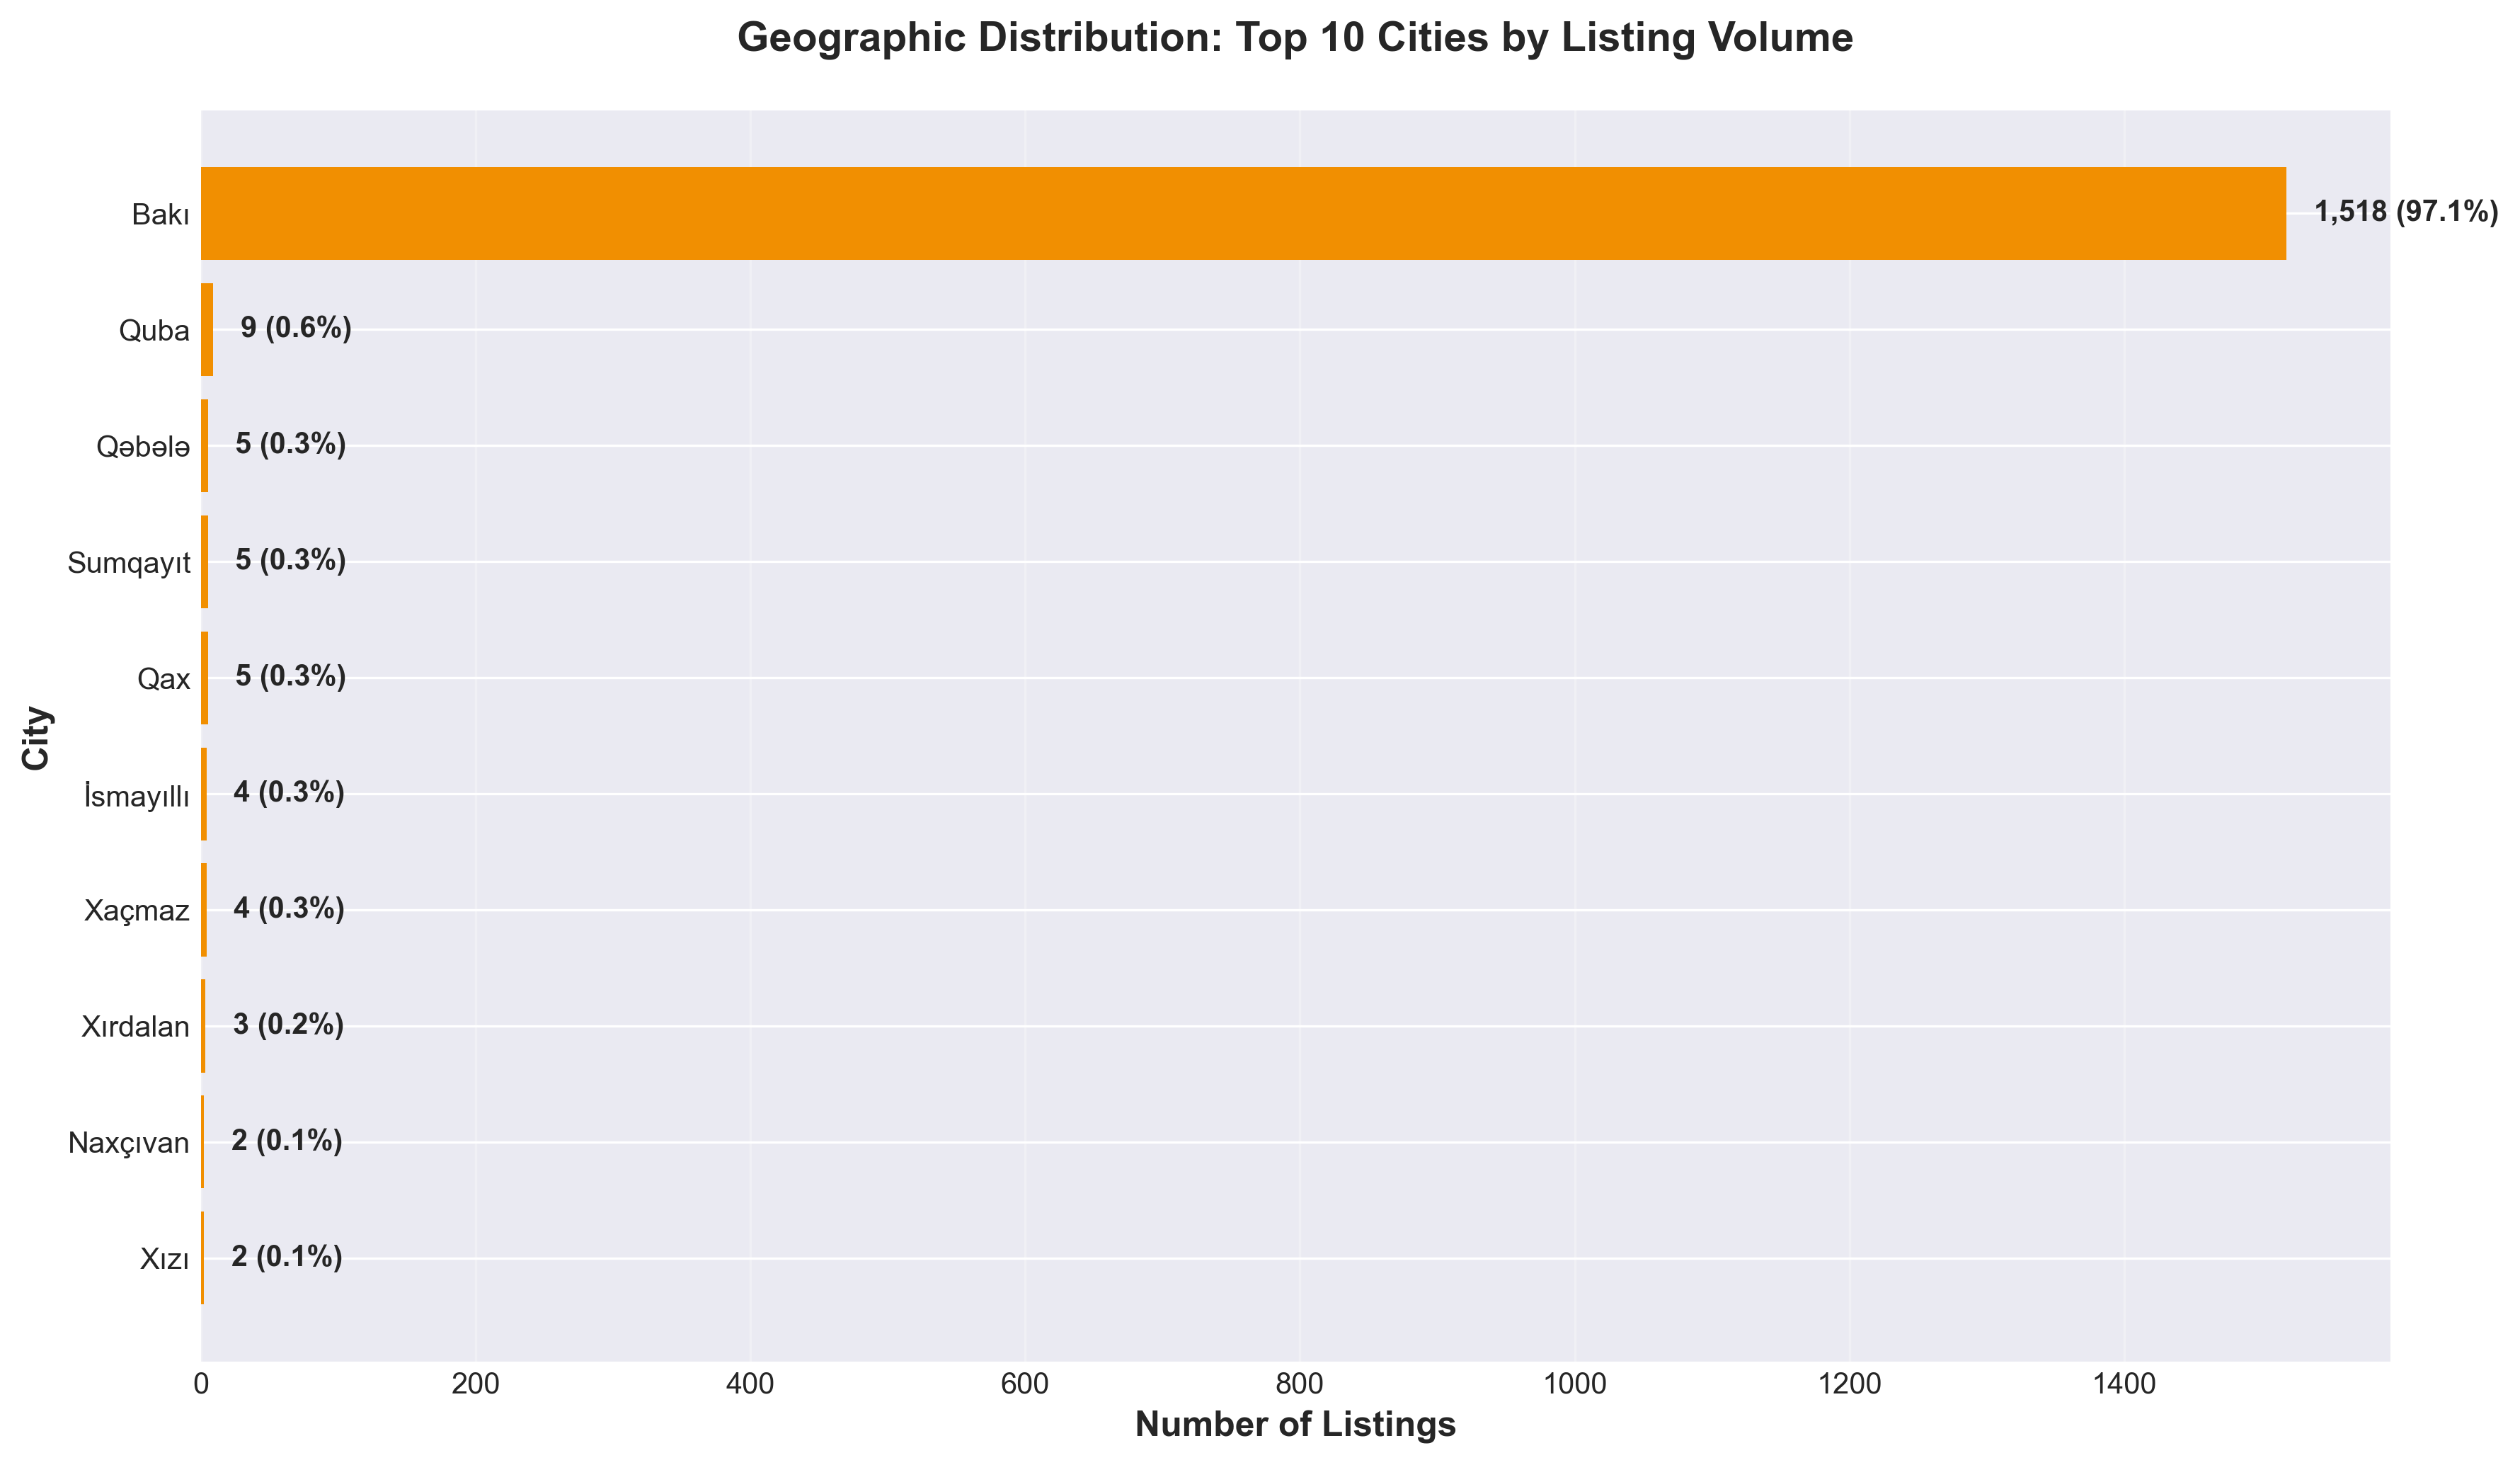 Geographic Distribution: Top 10 Cities by Listing Volume
City
Bakı 1,518 (97.1%)
Quba 9 (0.6%)
Qəbələ 5 (0.3%)
Sumqayıt 5 (0.3%)
Qax 5 (0.3%)
İsmayıllı 4 (0.3%)
Xaçmaz 4 (0.3%)
Xırdalan 3 (0.2%)
Naxçıvan 2 (0.1%)
Xızı 2 (0.1%)
0 200 400 600 800 1000 1200 1400
Number of Listings